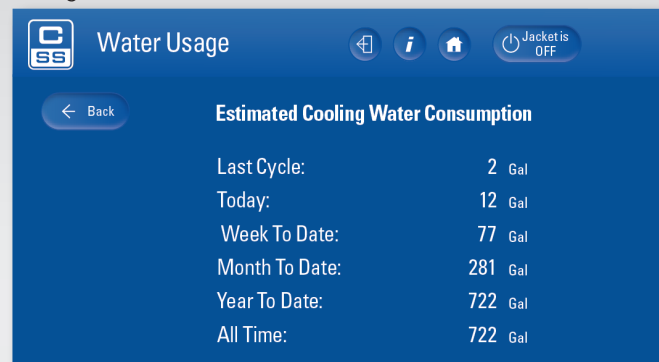 C
SS
Water Usage
i
Jacket is
OFF
Back
Estimated Cooling Water Consumption
Last Cycle: 2 Gal
Today: 12 Gal
Week To Date: 77 Gal
Month To Date: 281 Gal
Year To Date: 722 Gal
All Time: 722 Gal